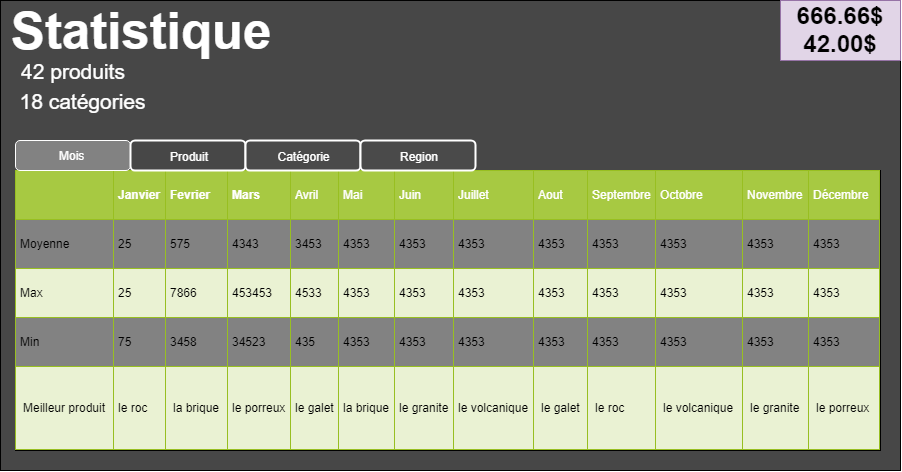 Statistique
666.66$
42.00$
42 produits
18 catégories
Mois Produit Catégorie Region
Janvier Fevrier Mars Avril Mai Juin Juillet Aout Septembre Octobre Novembre Décembre
Moyenne 25 575 4343 3453 4353 4353 4353 4353 4353 4353 4353 4353
Max 25 7866 453453 4533 4353 4353 4353 4353 4353 4353 4353 4353
Min 75 3458 34523 435 4353 4353 4353 4353 4353 4353 4353 4353
Meilleur produit le roc la brique le porreux le galet la brique le granite le volcanique le galet le roc le volcanique le granite le porreux